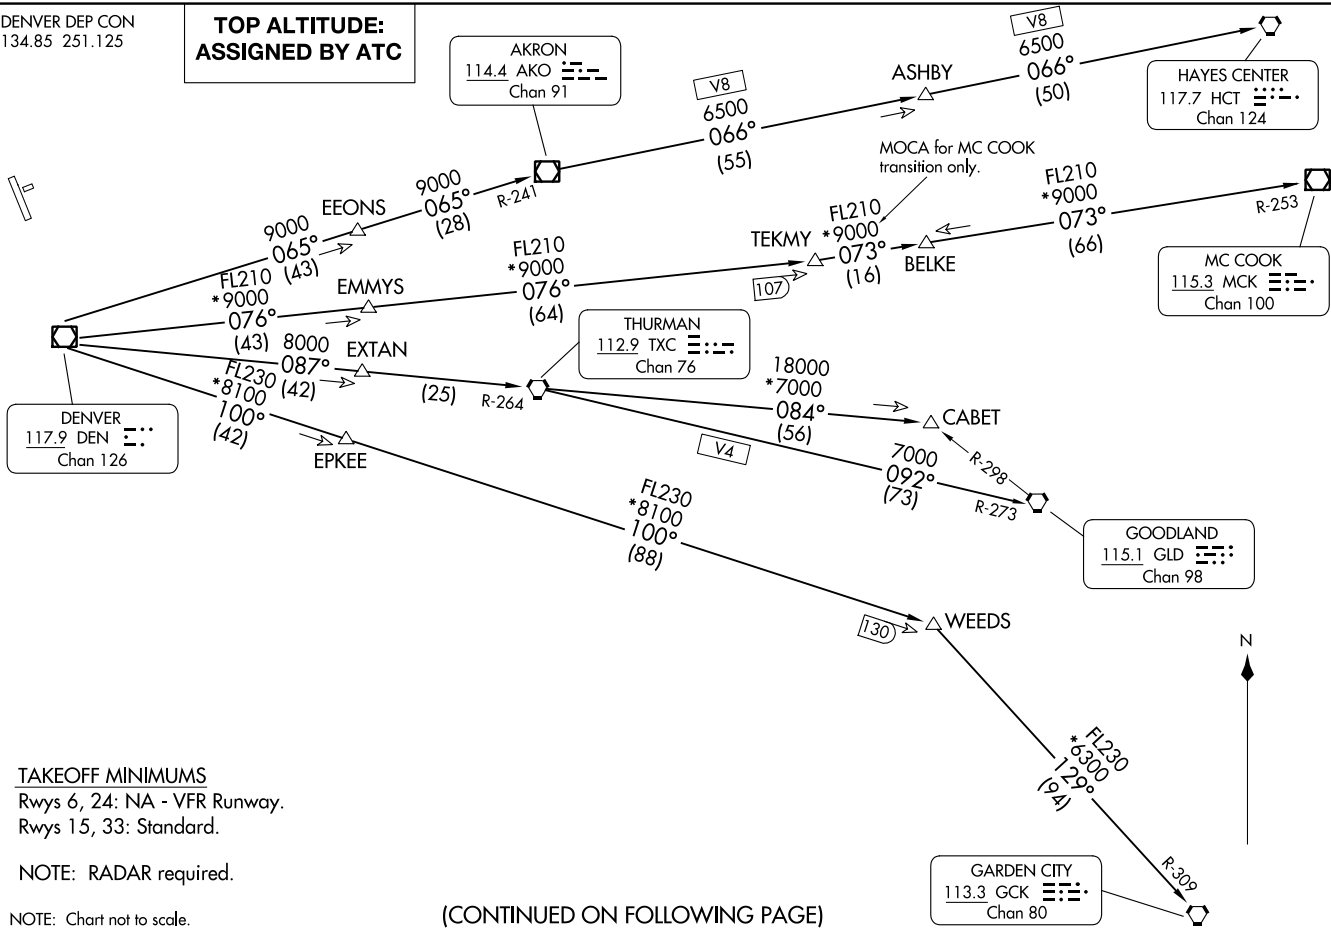 DENVER DEP CON
134.85 251.125
TOP ALTITUDE:
ASSIGNED BY ATC
AKRON
114.4 AKO
Chan 91
V8
6500
066°
(55)
ASHBY
V8
6500
066°
(50)
HAYES CENTER
117.7 HCT
Chan 124
MOCA for MC COOK
transition only.
9000
065°
(43)
EEONS
9000
065°
(28)
R-241
FL210
*9000
076°
(43)
EMMYS
FL210
*9000
076°
(64)
TEKMY
107
FL210
*9000
073°
(16)
BELKE
FL210
*9000
073°
(66)
R-253
MC COOK
115.3 MCK
Chan 100
DENVER
117.9 DEN
Chan 126
8000
087°
(42)
EXTAN
(25)
R-264
THURMAN
112.9 TXC
Chan 76
18000
*7000
084°
(56)
CABET
V4
7000
092°
(73)
R-273
R-298
GOODLAND
115.1 GLD
Chan 98
FL230
*8100
100°
(42)
EPKEE
FL230
*8100
100°
(88)
130
WEEDS
FL230
*6300
129°
(94)
R-309
GARDEN CITY
113.3 GCK
Chan 80
N
TAKEOFF MINIMUMS
Rwys 6, 24: NA - VFR Runway.
Rwys 15, 33: Standard.
NOTE: RADAR required.
NOTE: Chart not to scale.
(CONTINUED ON FOLLOWING PAGE)